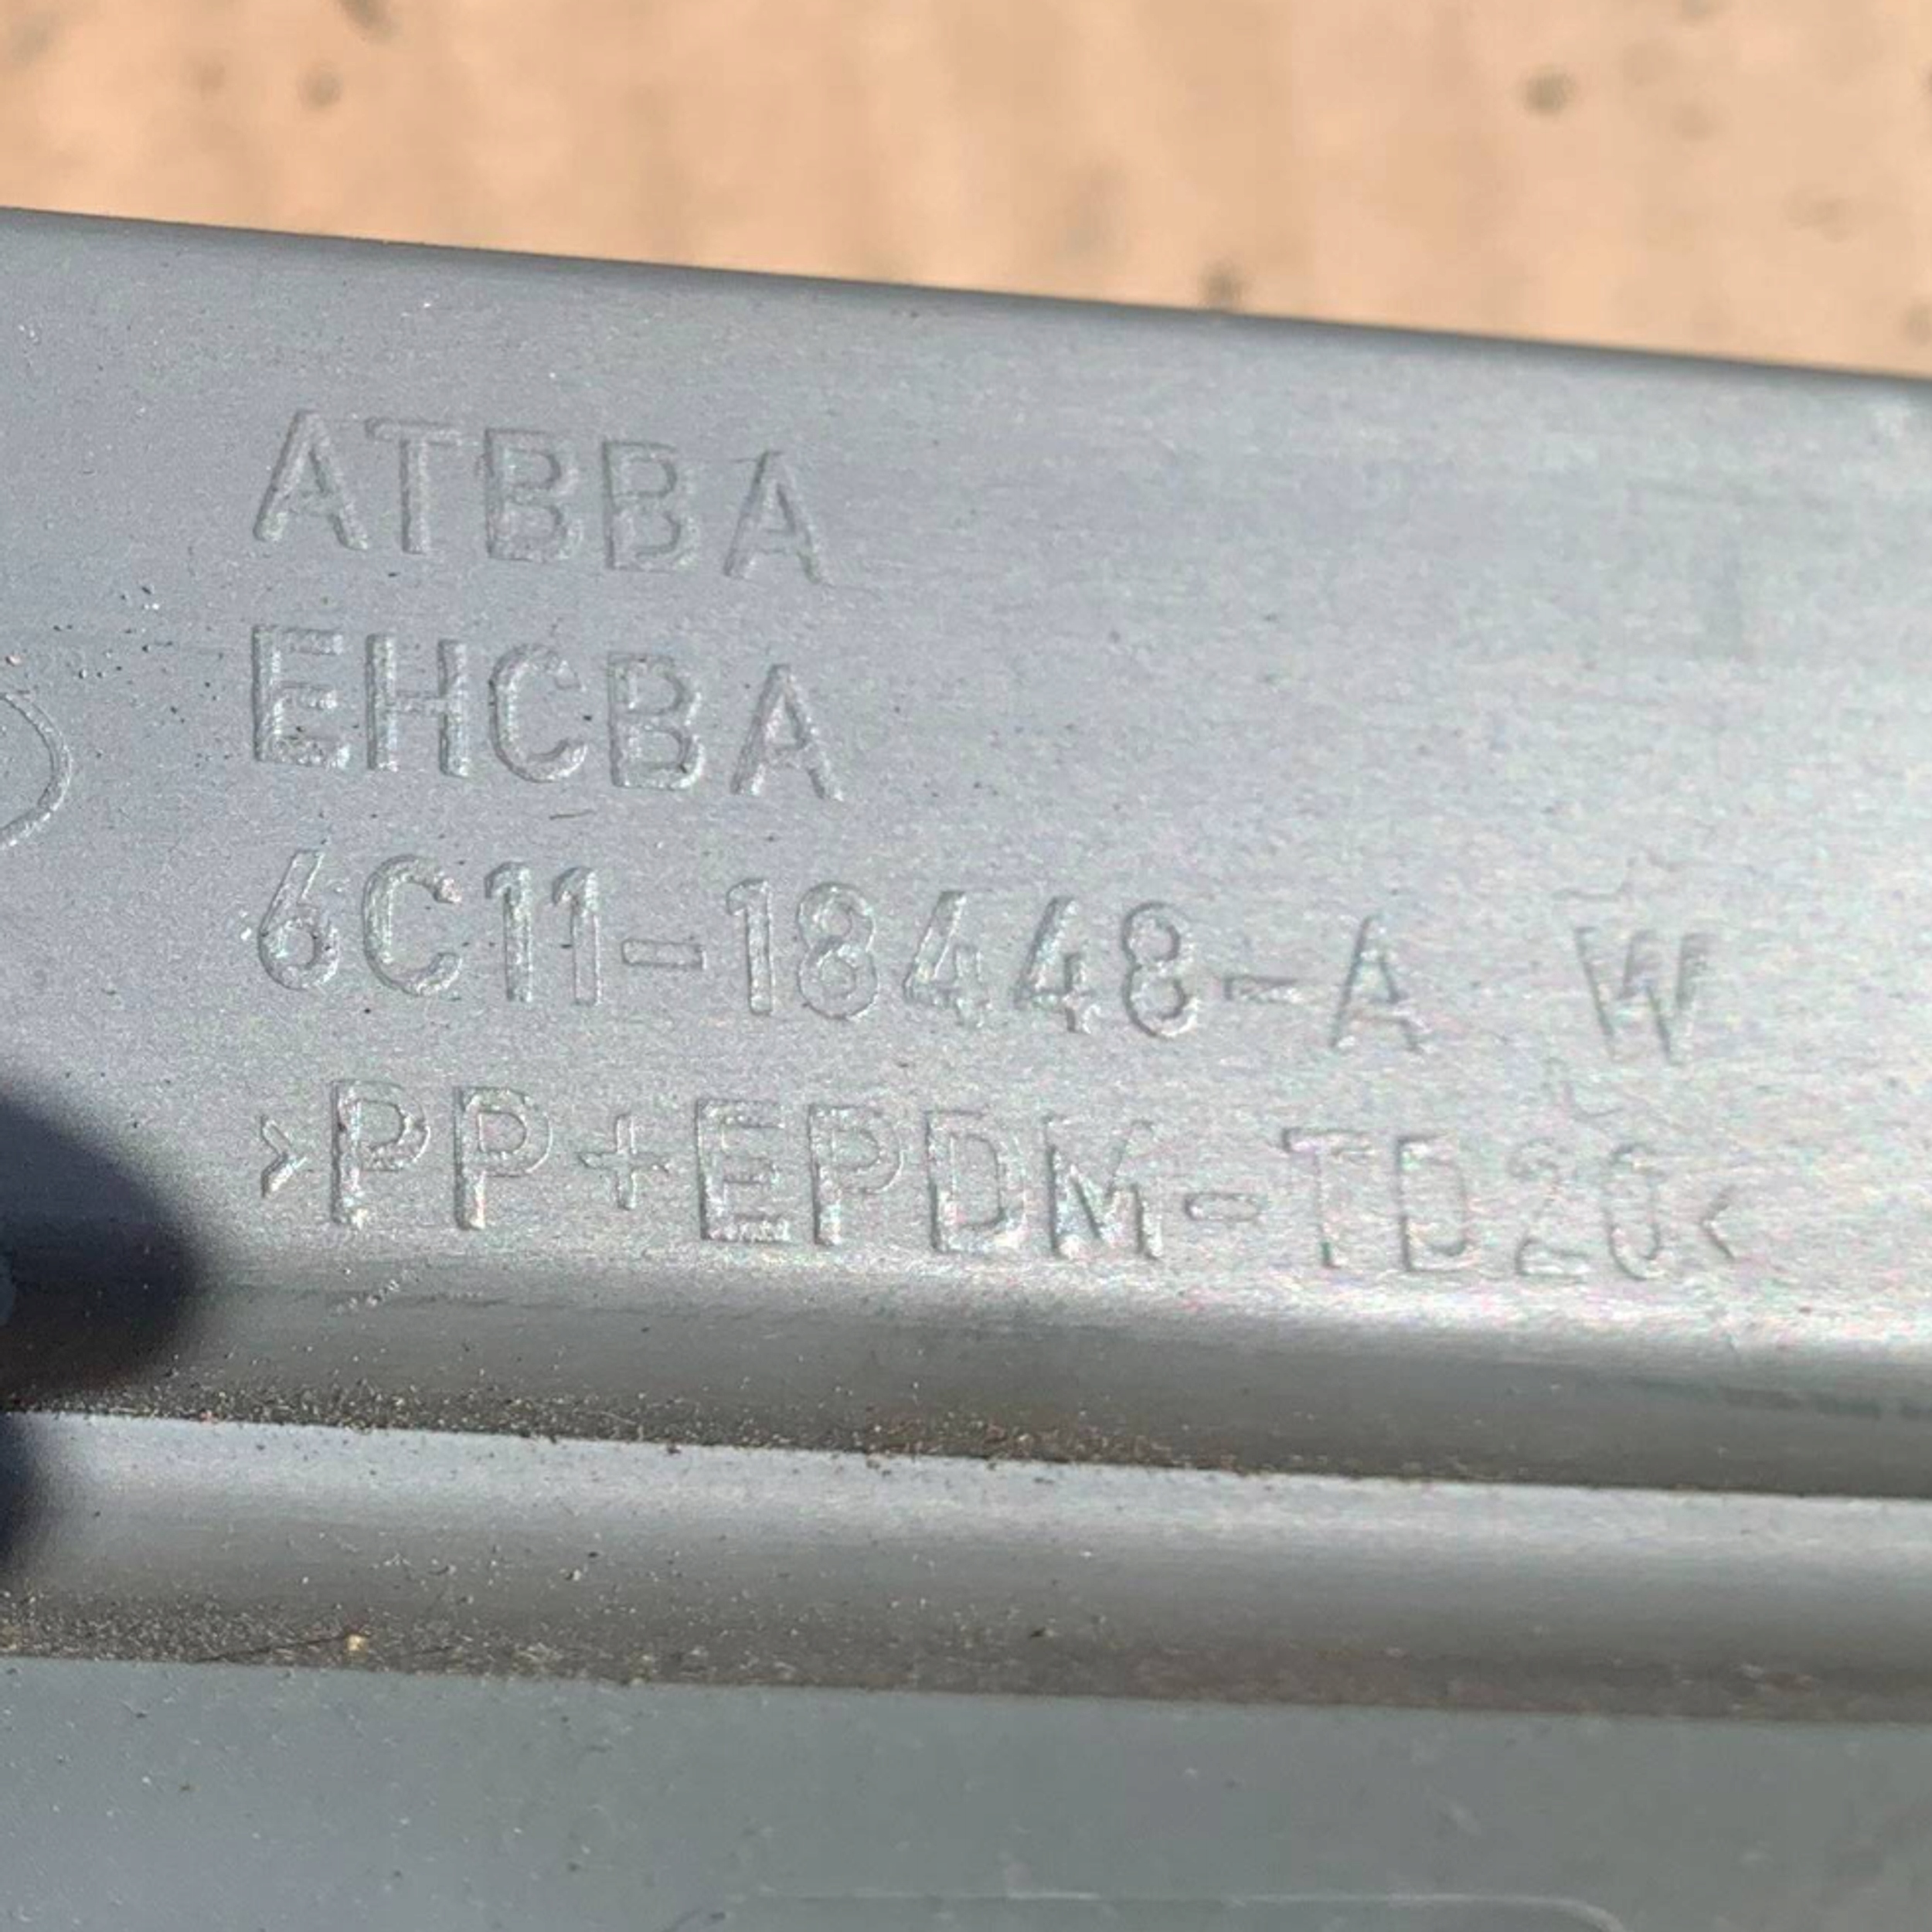 ATBBA
EHCBA
6C11-18448-A W
>PP+EPDM-TD20<